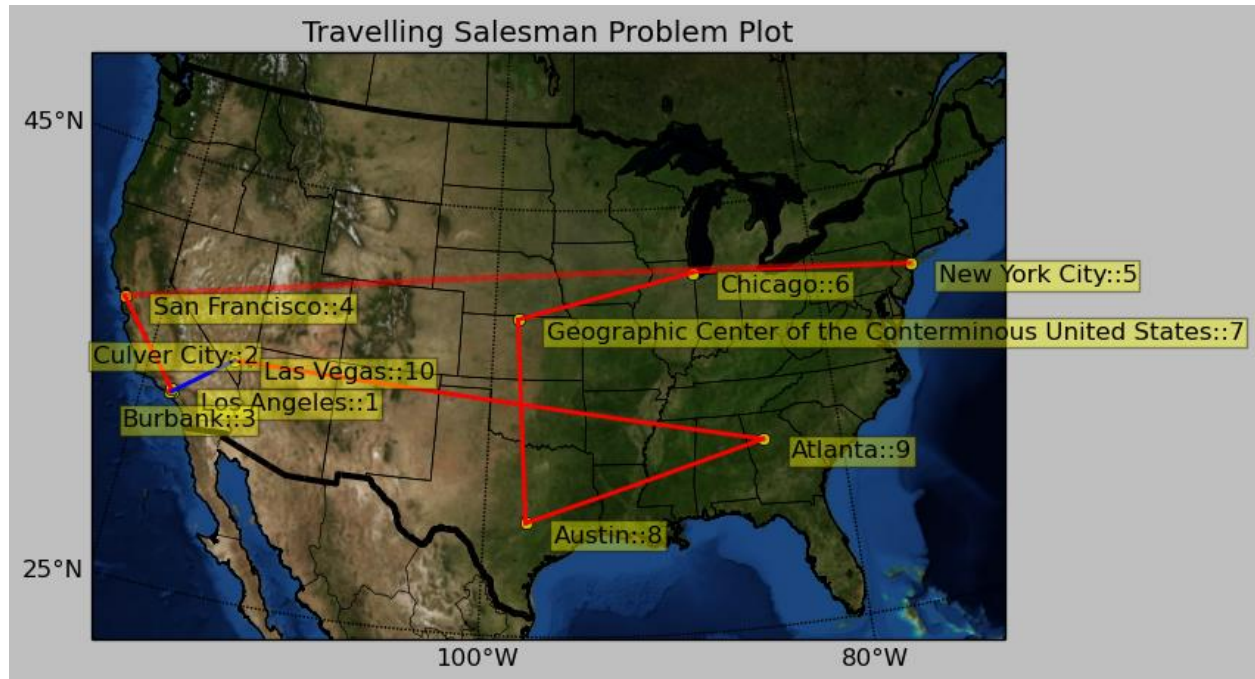 Travelling Salesman Problem Plot
45°N
New York City::5
Chicago::6
San Francisco::4
Geographic Center of the Conterminous United States::7
Culver City::2
Las Vegas::10
Los Angeles::1
Burbank::3
Atlanta::9
Austin::8
25°N
100°W
80°W